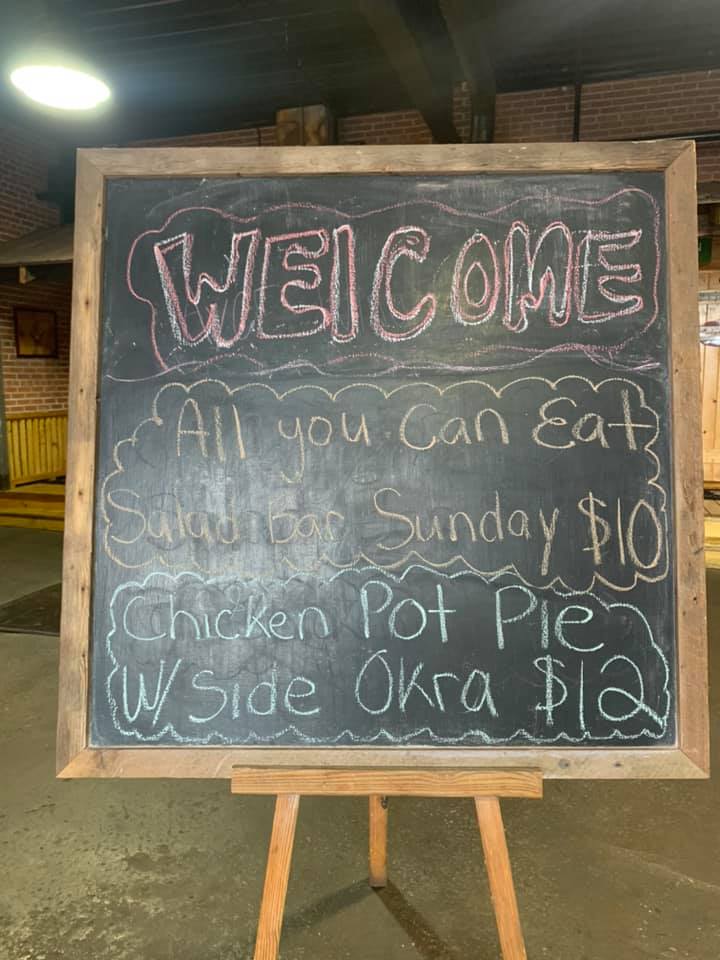 WElCOME
All you Can Eat
Salad bar Sunday $10
Chicken Pot Pie
W/ Side Okra $12